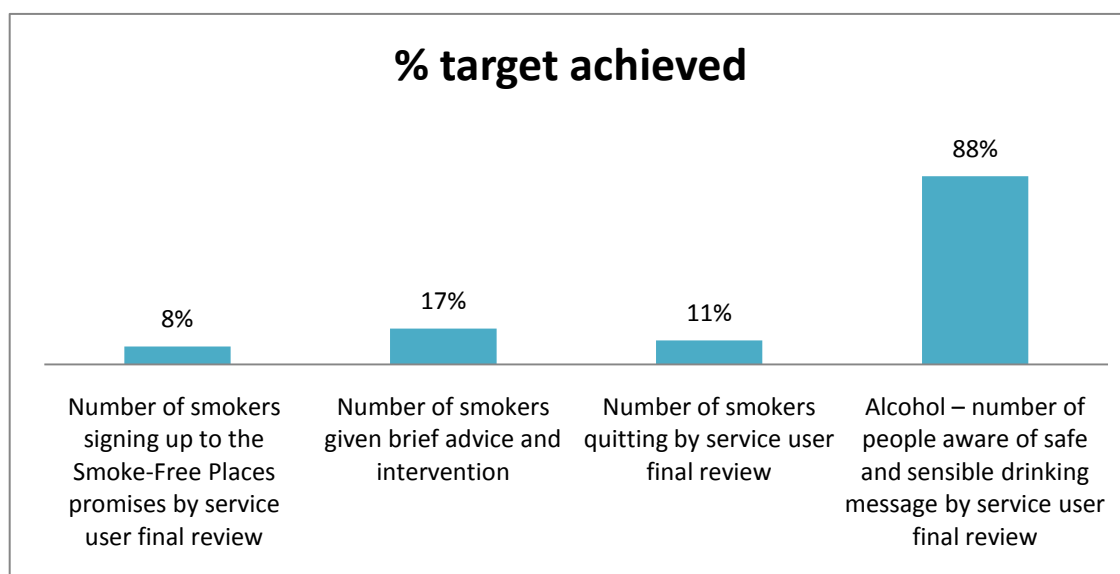 % target achieved
8%
17%
11%
88%
Number of smokers
signing up to the
Smoke-Free Places
promises by service
user final review
Number of smokers
given brief advice and
intervention
Number of smokers
quitting by service user
final review
Alcohol – number of
people aware of safe
and sensible drinking
message by service user
final review